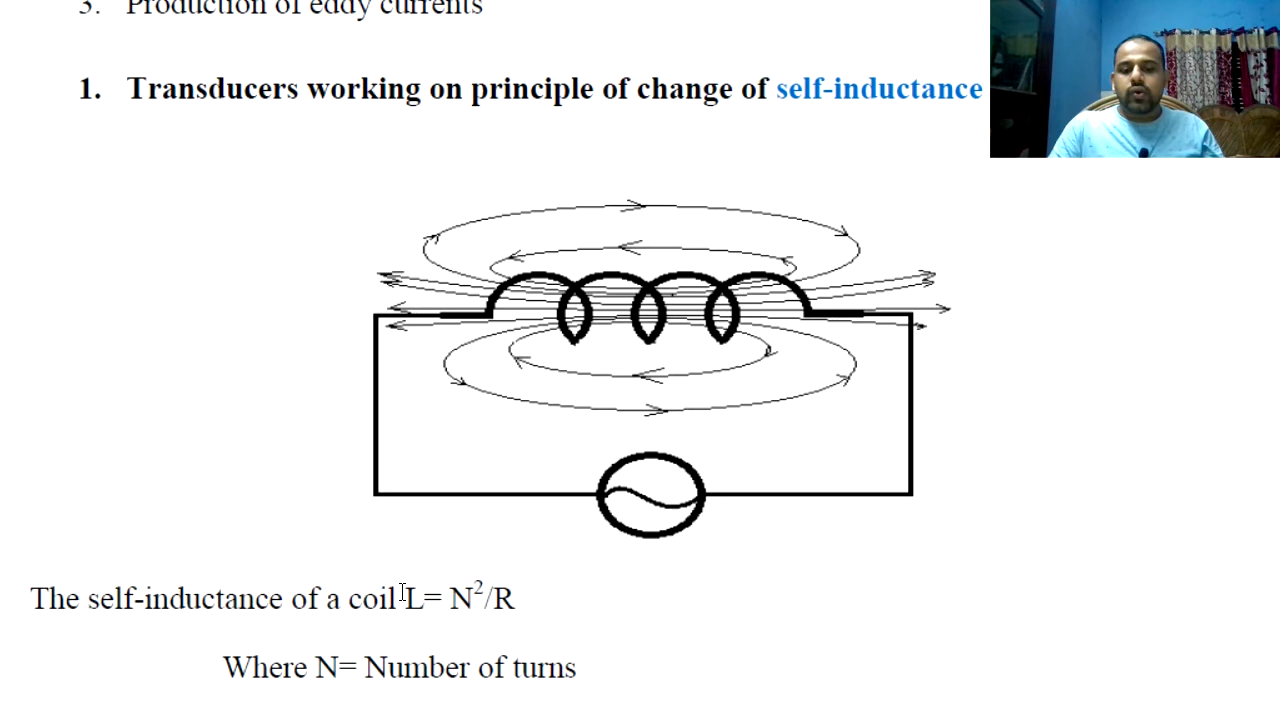 3. Production of eddy currents
1. Transducers working on principle of change of self-inductance
The self-inductance of a coil L= N²/R
Where N= Number of turns